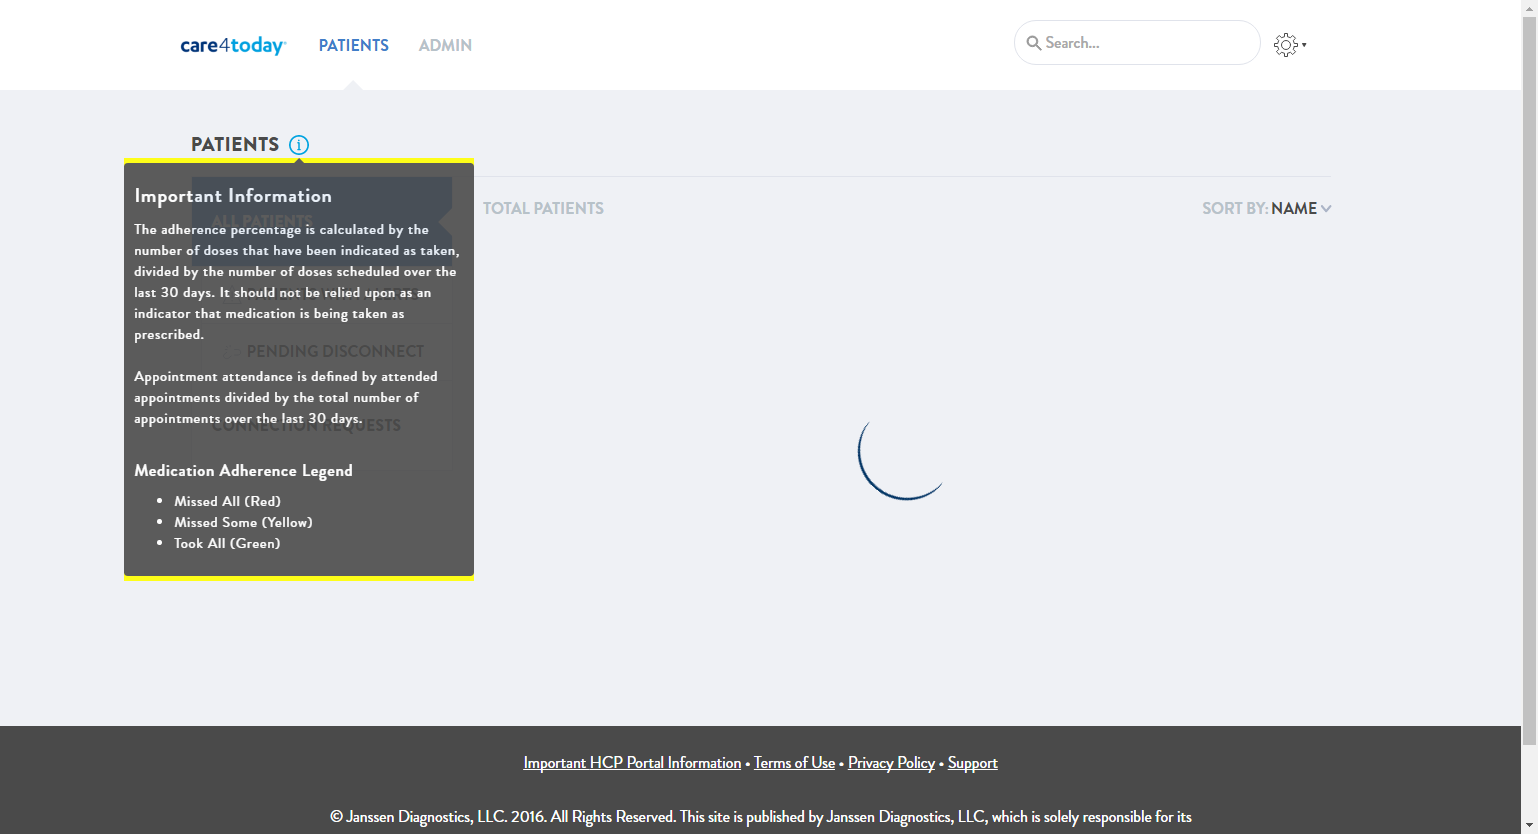 care4today
PATIENTS
ADMIN
Search...
PATIENTS
Important Information
The adherence percentage is calculated by the
number of doses that have been indicated as taken,
divided by the number of doses scheduled over the
last 30 days. It should not be relied upon as an
indicator that medication is being taken as
prescribed.
Appointment attendance is defined by attended
appointments divided by the total number of
appointments over the last 30 days.
Medication Adherence Legend
• Missed All (Red)
• Missed Some (Yellow)
• Took All (Green)
ALL PATIENTS
PENDING DISCONNECT
CONNECTION REQUESTS
TOTAL PATIENTS
SORT BY: NAME
Important HCP Portal Information • Terms of Use • Privacy Policy • Support
© Janssen Diagnostics, LLC. 2016. All Rights Reserved. This site is published by Janssen Diagnostics, LLC, which is solely responsible for its